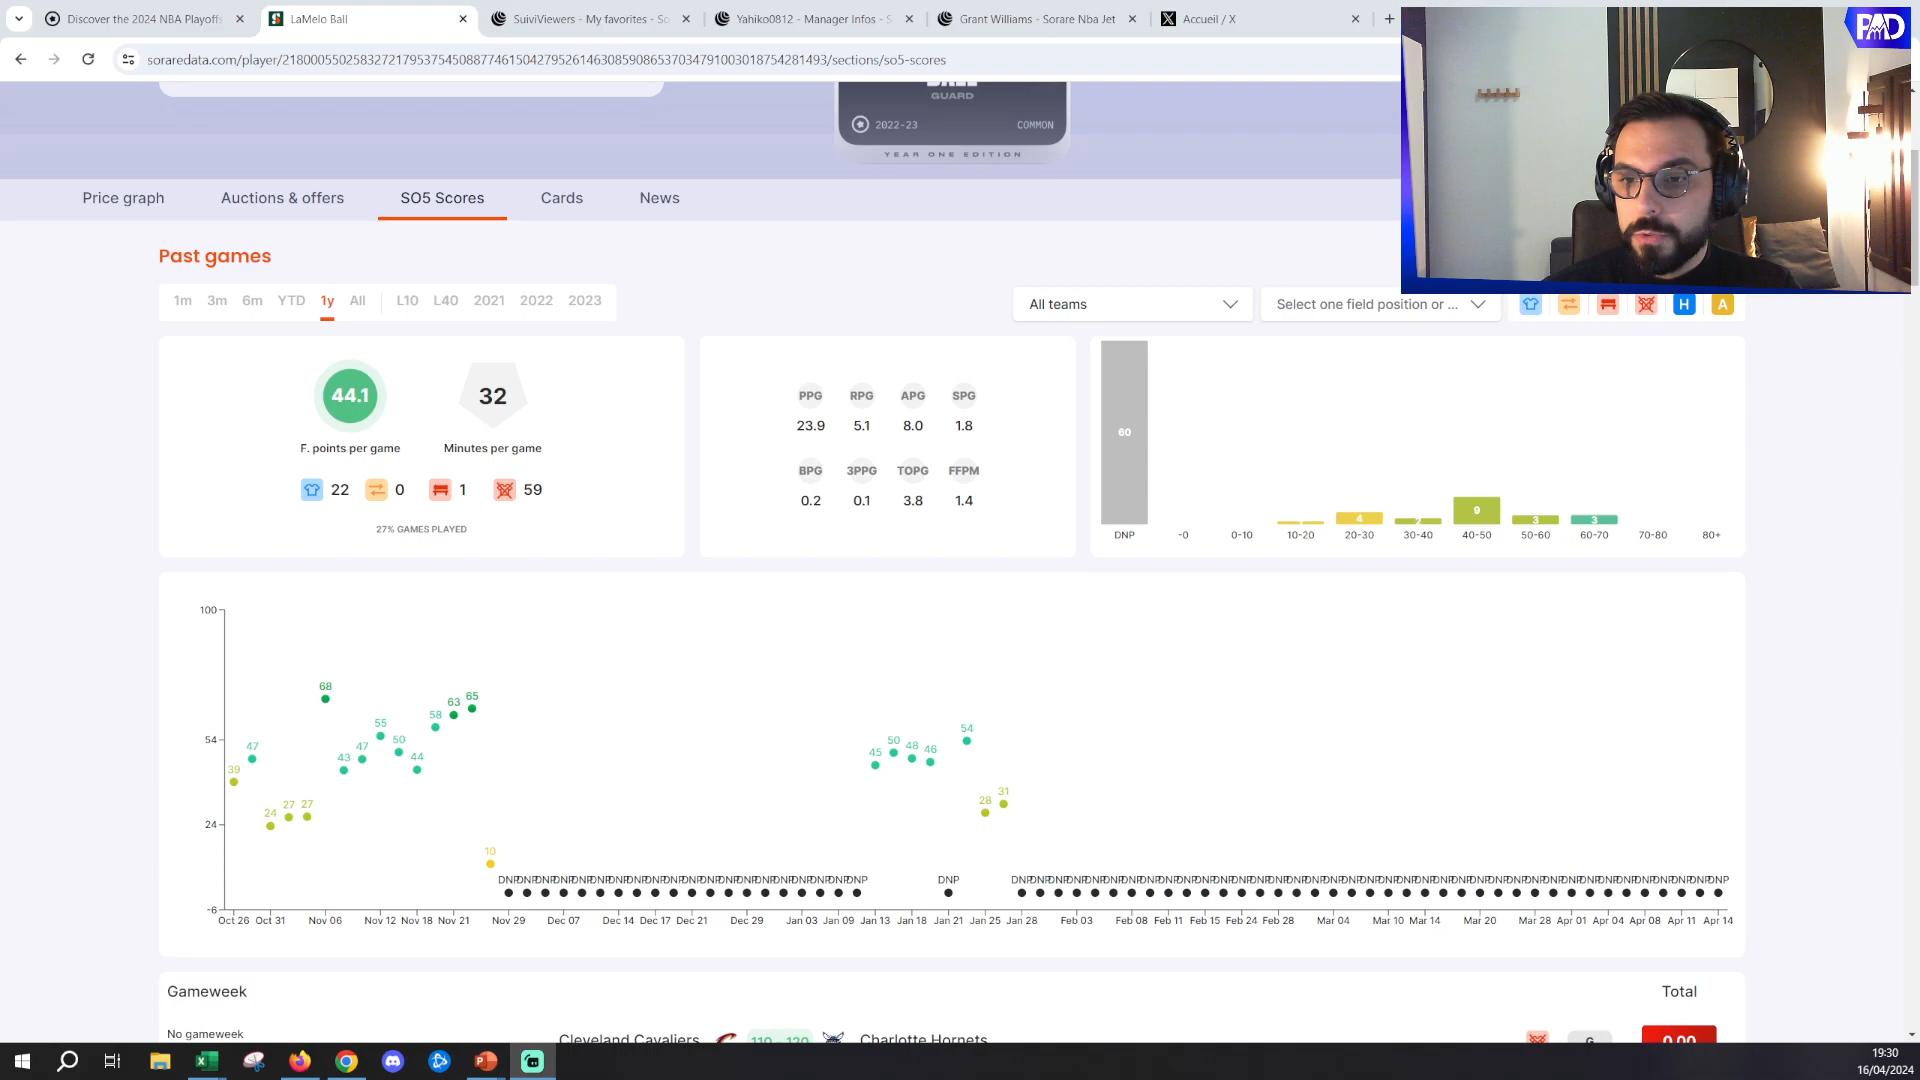 Discover the 2024 NBA Playoffs
LaMelo Ball
SuiviViewers - My favorites - So
Yahiko0812 - Manager Infos - S
Grant Williams - Sorare Nba Jet
Accueil / X
soraredata.com/player/21800055025832721795375450887746150427952614630859086537034791003018754281493/sections/so5-scores
PAD
GUARD
2022-23 COMMON
YEAR ONE EDITION
Price graph Auctions & offers SO5 Scores Cards News
Past games
1m 3m 6m YTD 1y All L10 L40 2021 2022 2023
All teams
Select one field position or ...
H A
44.1
32
F. points per game
Minutes per game
22 0 1 59
27% GAMES PLAYED
PPG RPG APG SPG
23.9 5.1 8.0 1.8
BPG 3PPG TOPG FFPM
0.2 0.1 3.8 1.4
60 4 2 9 3 3
DNP -0 0-10 10-20 20-30 30-40 40-50 50-60 60-70 70-80 80+
100
54
24
-6
39 47 24 27 27 68 43 47 55 50 44 58 63 65 10
45 50 48 46 54 28 31
DNPDNPDNPDNPDNPDNPDNPDNPDNPDNPDNPDNPDNPDNPDNPDNPDNPDNPDNPDNP
DNP
DNPDNPDNPDNPDNPDNPDNPDNPDNPDNPDNPDNPDNPDNPDNPDNPDNPDNPDNPDNPDNPDNPDNPDNPDNPDNPDNPDNPDNPDNPDNPDNPDNPDNPDNPDNPDNPDNPDNP
Oct 26 Oct 31 Nov 06 Nov 12 Nov 18 Nov 21 Nov 29 Dec 07 Dec 14 Dec 17 Dec 21 Dec 29 Jan 03 Jan 09 Jan 13 Jan 18 Jan 21 Jan 25 Jan 28 Feb 03 Feb 08 Feb 11 Feb 15 Feb 24 Feb 28 Mar 04 Mar 10 Mar 14 Mar 20 Mar 28 Apr 01 Apr 04 Apr 08 Apr 11 Apr 14
Gameweek
Total
No gameweek
Cleveland Cavaliers 110 - 120 Charlotte Hornets
G
0.00
19:30
16/04/2024